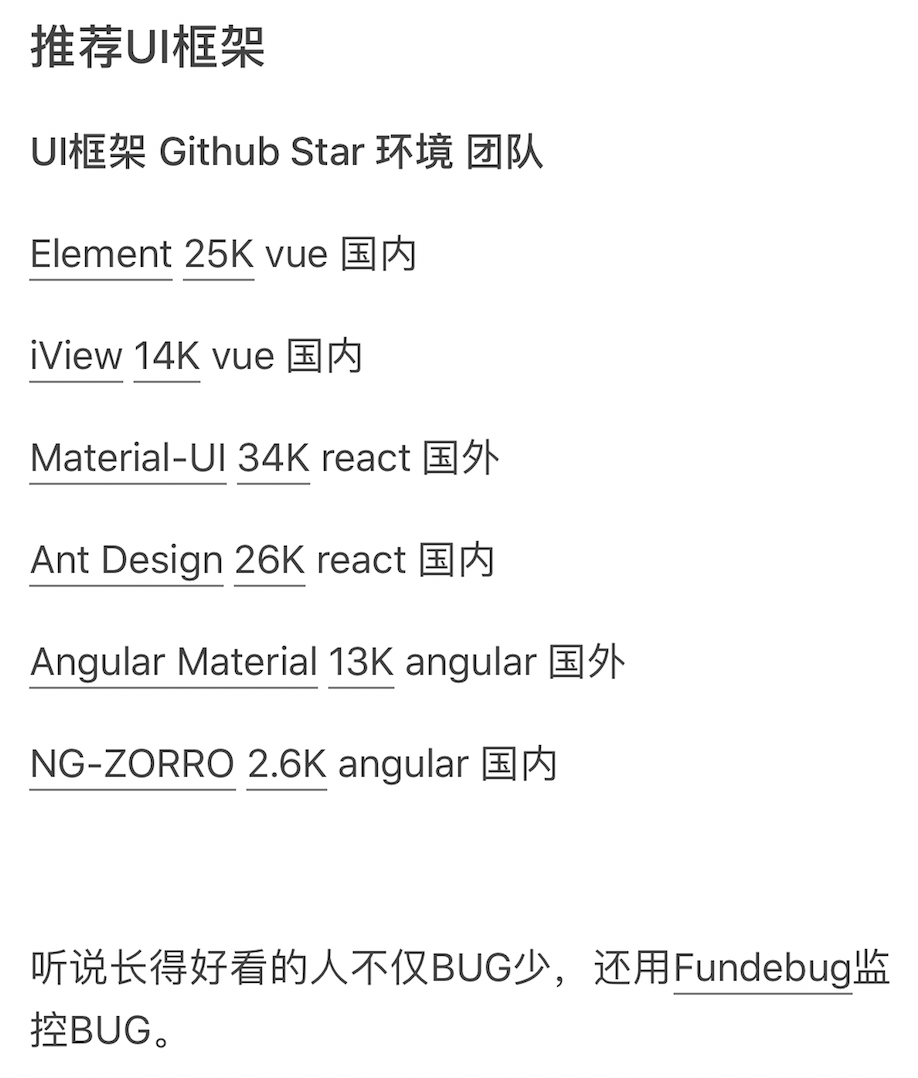 推荐UI框架
UI框架 Github Star 环境 团队
Element 25K vue 国内
iView 14K vue 国内
Material-UI 34K react 国外
Ant Design 26K react 国内
Angular Material 13K angular 国外
NG-ZORRO 2.6K angular 国内
听说长得好看的人不仅BUG少，还用Fundebug监
控BUG。